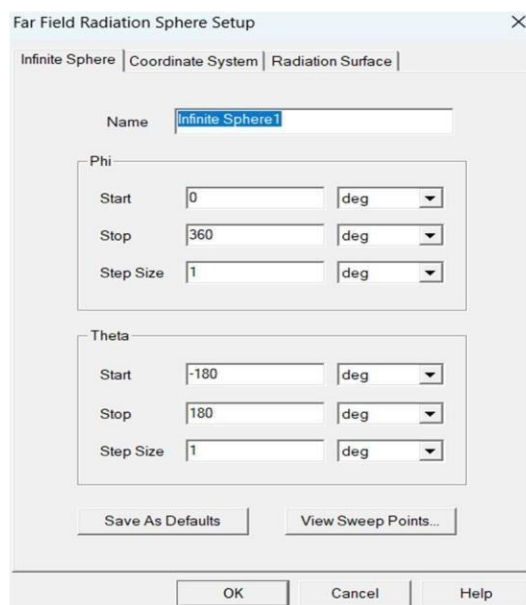 Far Field Radiation Sphere Setup
Infinite Sphere Coordinate System Radiation Surface
Name Infinite Sphere1
Phi
Start 0 deg
Stop 360 deg
Step Size 1 deg
Theta
Start -180 deg
Stop 180 deg
Step Size 1 deg
Save As Defaults View Sweep Points...
OK Cancel Help